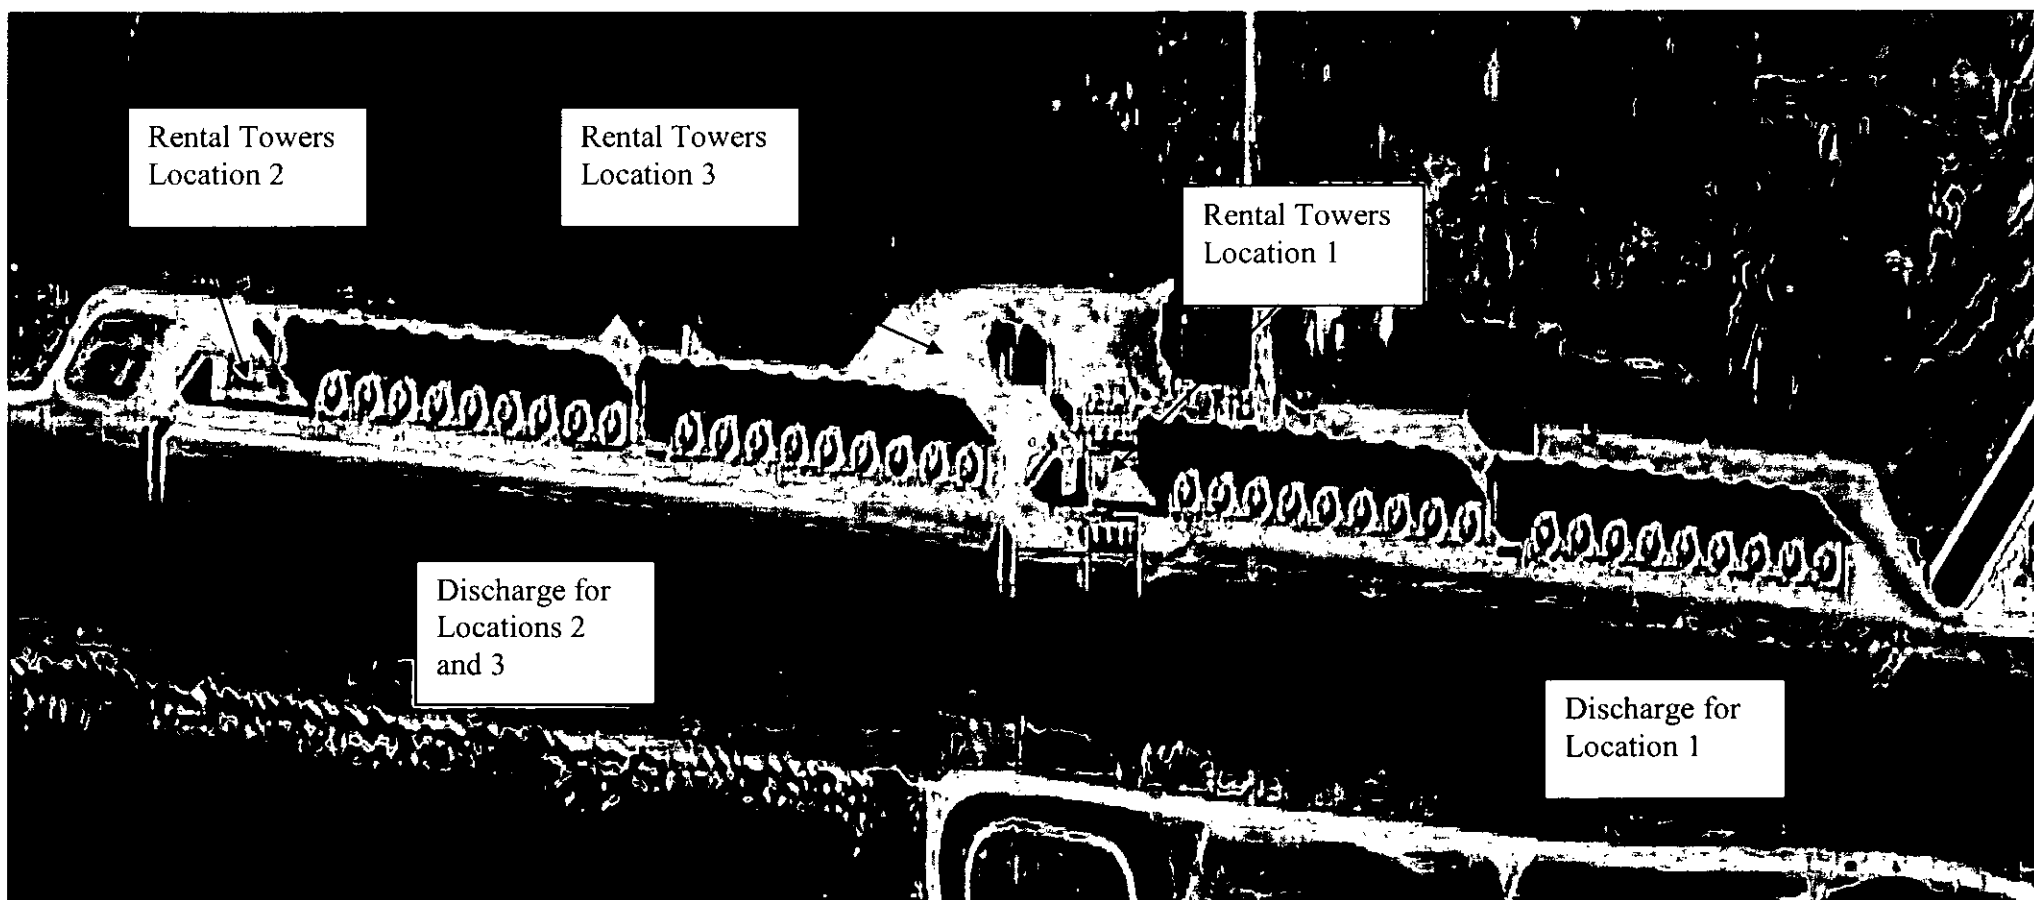 Rental Towers
Location 2
Rental Towers
Location 3
Rental Towers
Location 1
Discharge for
Locations 2
and 3
Discharge for
Location 1